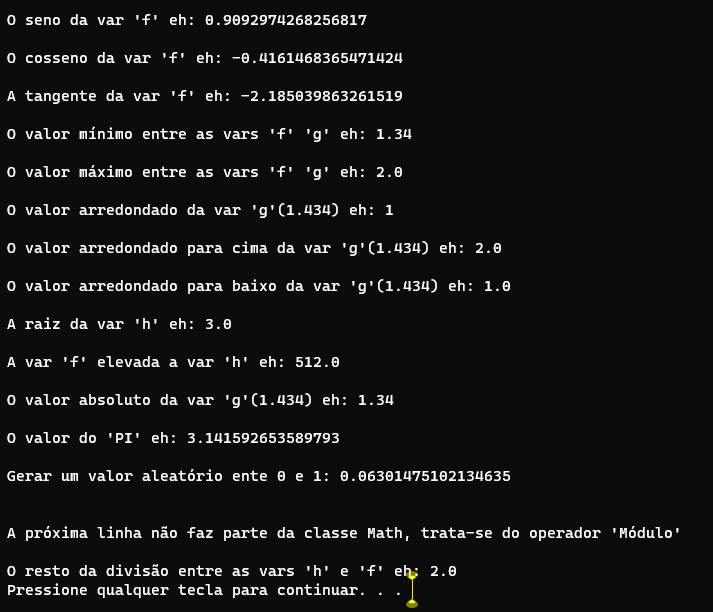 O seno da var 'f' eh: 0.9092974268256817
O cosseno da var 'f' eh: -0.4161468365471424
A tangente da var 'f' eh: -2.185039863261519
O valor mínimo entre as vars 'f' 'g' eh: 1.34
O valor máximo entre as vars 'f' 'g' eh: 2.0
O valor arredondado da var 'g'(1.434) eh: 1
O valor arredondado para cima da var 'g'(1.434) eh: 2.0
O valor arredondado para baixo da var 'g'(1.434) eh: 1.0
A raiz da var 'h' eh: 3.0
A var 'f' elevada a var 'h' eh: 512.0
O valor absoluto da var 'g'(1.434) eh: 1.34
O valor do 'PI' eh: 3.141592653589793
Gerar um valor aleatório ente 0 e 1: 0.06301475102134635
A próxima linha não faz parte da classe Math, trata-se do operador 'Módulo'
O resto da divisão entre as vars 'h' e 'f' eh: 2.0
Pressione qualquer tecla para continuar. . .